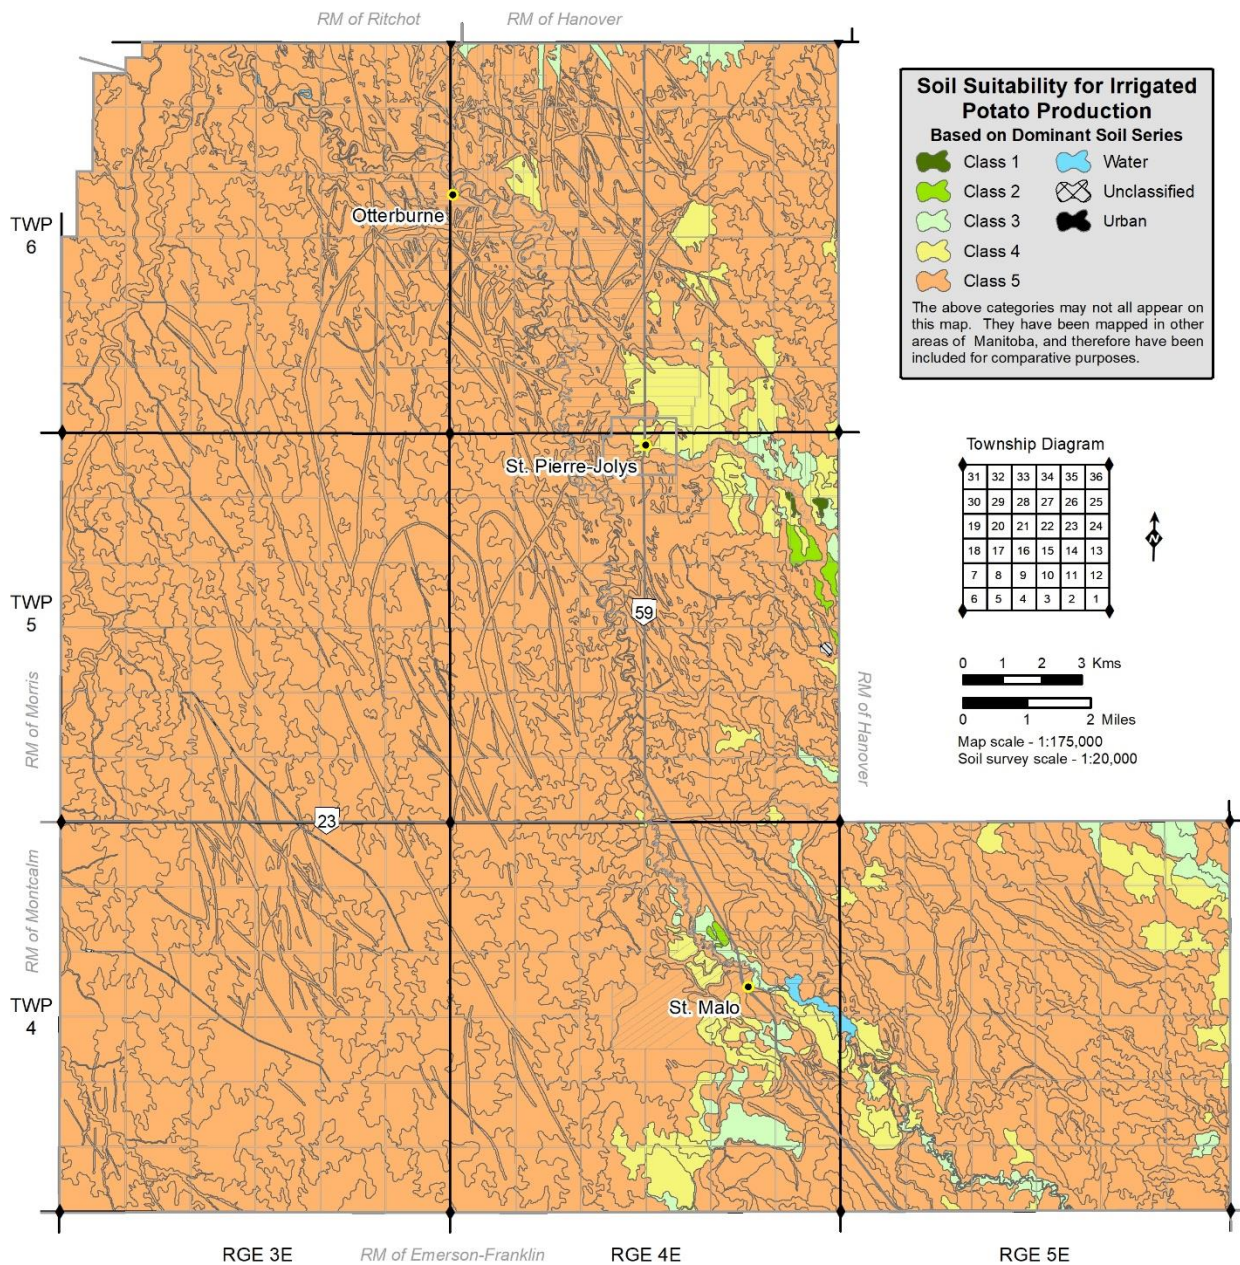 RM of Ritchot
RM of Hanover
Soil Suitability for Irrigated
Potato Production
Based on Dominant Soil Series
Class 1
Water
Class 2
Unclassified
Class 3
Urban
Class 4
Class 5
The above categories may not all appear on
this map. They have been mapped in other
areas of Manitoba, and therefore have been
included for comparative purposes.
TWP
6
Otterburne
St. Pierre-Jolys
Township Diagram
31 32 33 34 35 36
30 29 28 27 26 25
19 20 21 22 23 24
18 17 16 15 14 13
7 8 9 10 11 12
6 5 4 3 2 1
N
TWP
5
59
0 1 2 3 Kms
0 1 2 Miles
Map scale - 1:175,000
Soil survey scale - 1:20,000
RM of Morris
RM of Hanover
23
RM of Montcalm
TWP
4
St. Malo
RGE 3E
RM of Emerson-Franklin
RGE 4E
RGE 5E